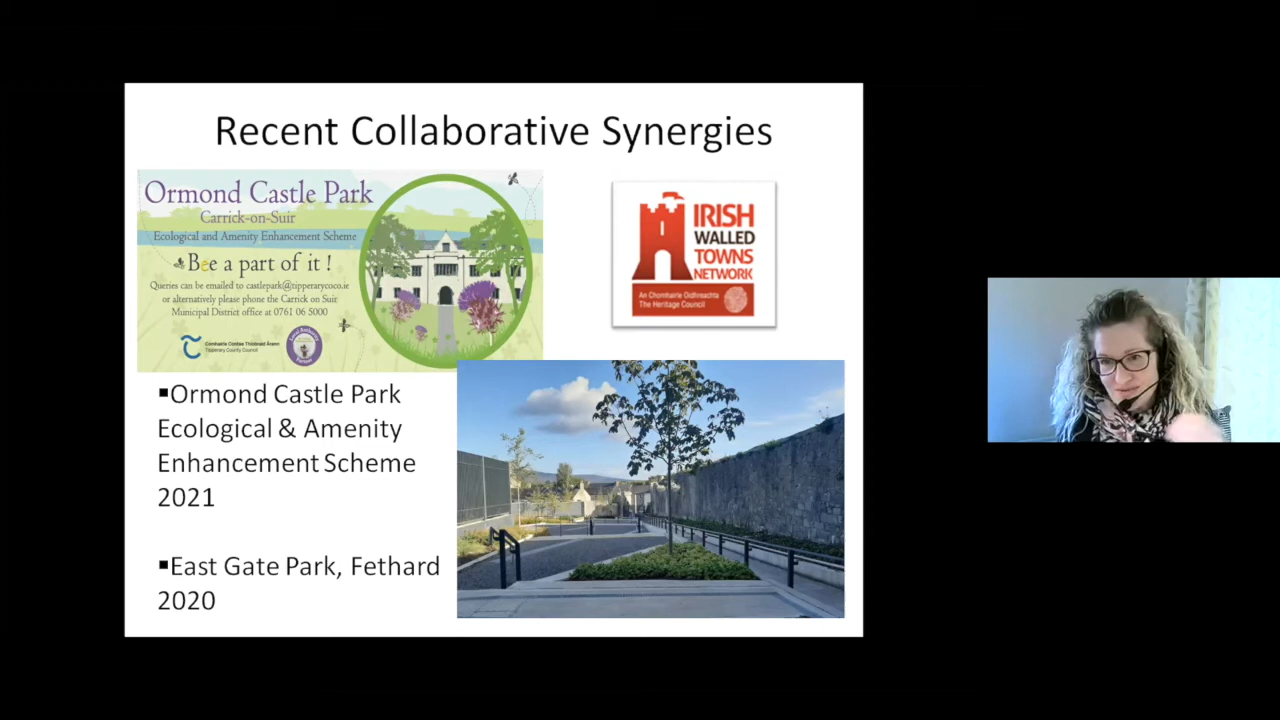 Recent Collaborative Synergies
Ormond Castle Park
Carrick-on-Suir
Ecological and Amenity Enhancement Scheme
Bee a part of it !
Queries can be emailed to castlepark@tipperarycoco.ie
or alternatively please phone the Carrick on Suir
Municipal District office at 0761 06 5000
Comhairle Contae Thiobraid Árann
Tipperary County Council
IRISH
WALLED
TOWNS
NETWORK
An Chomhairle Oidhreachta
The Heritage Council
▪Ormond Castle Park
Ecological & Amenity
Enhancement Scheme
2021
▪East Gate Park, Fethard
2020